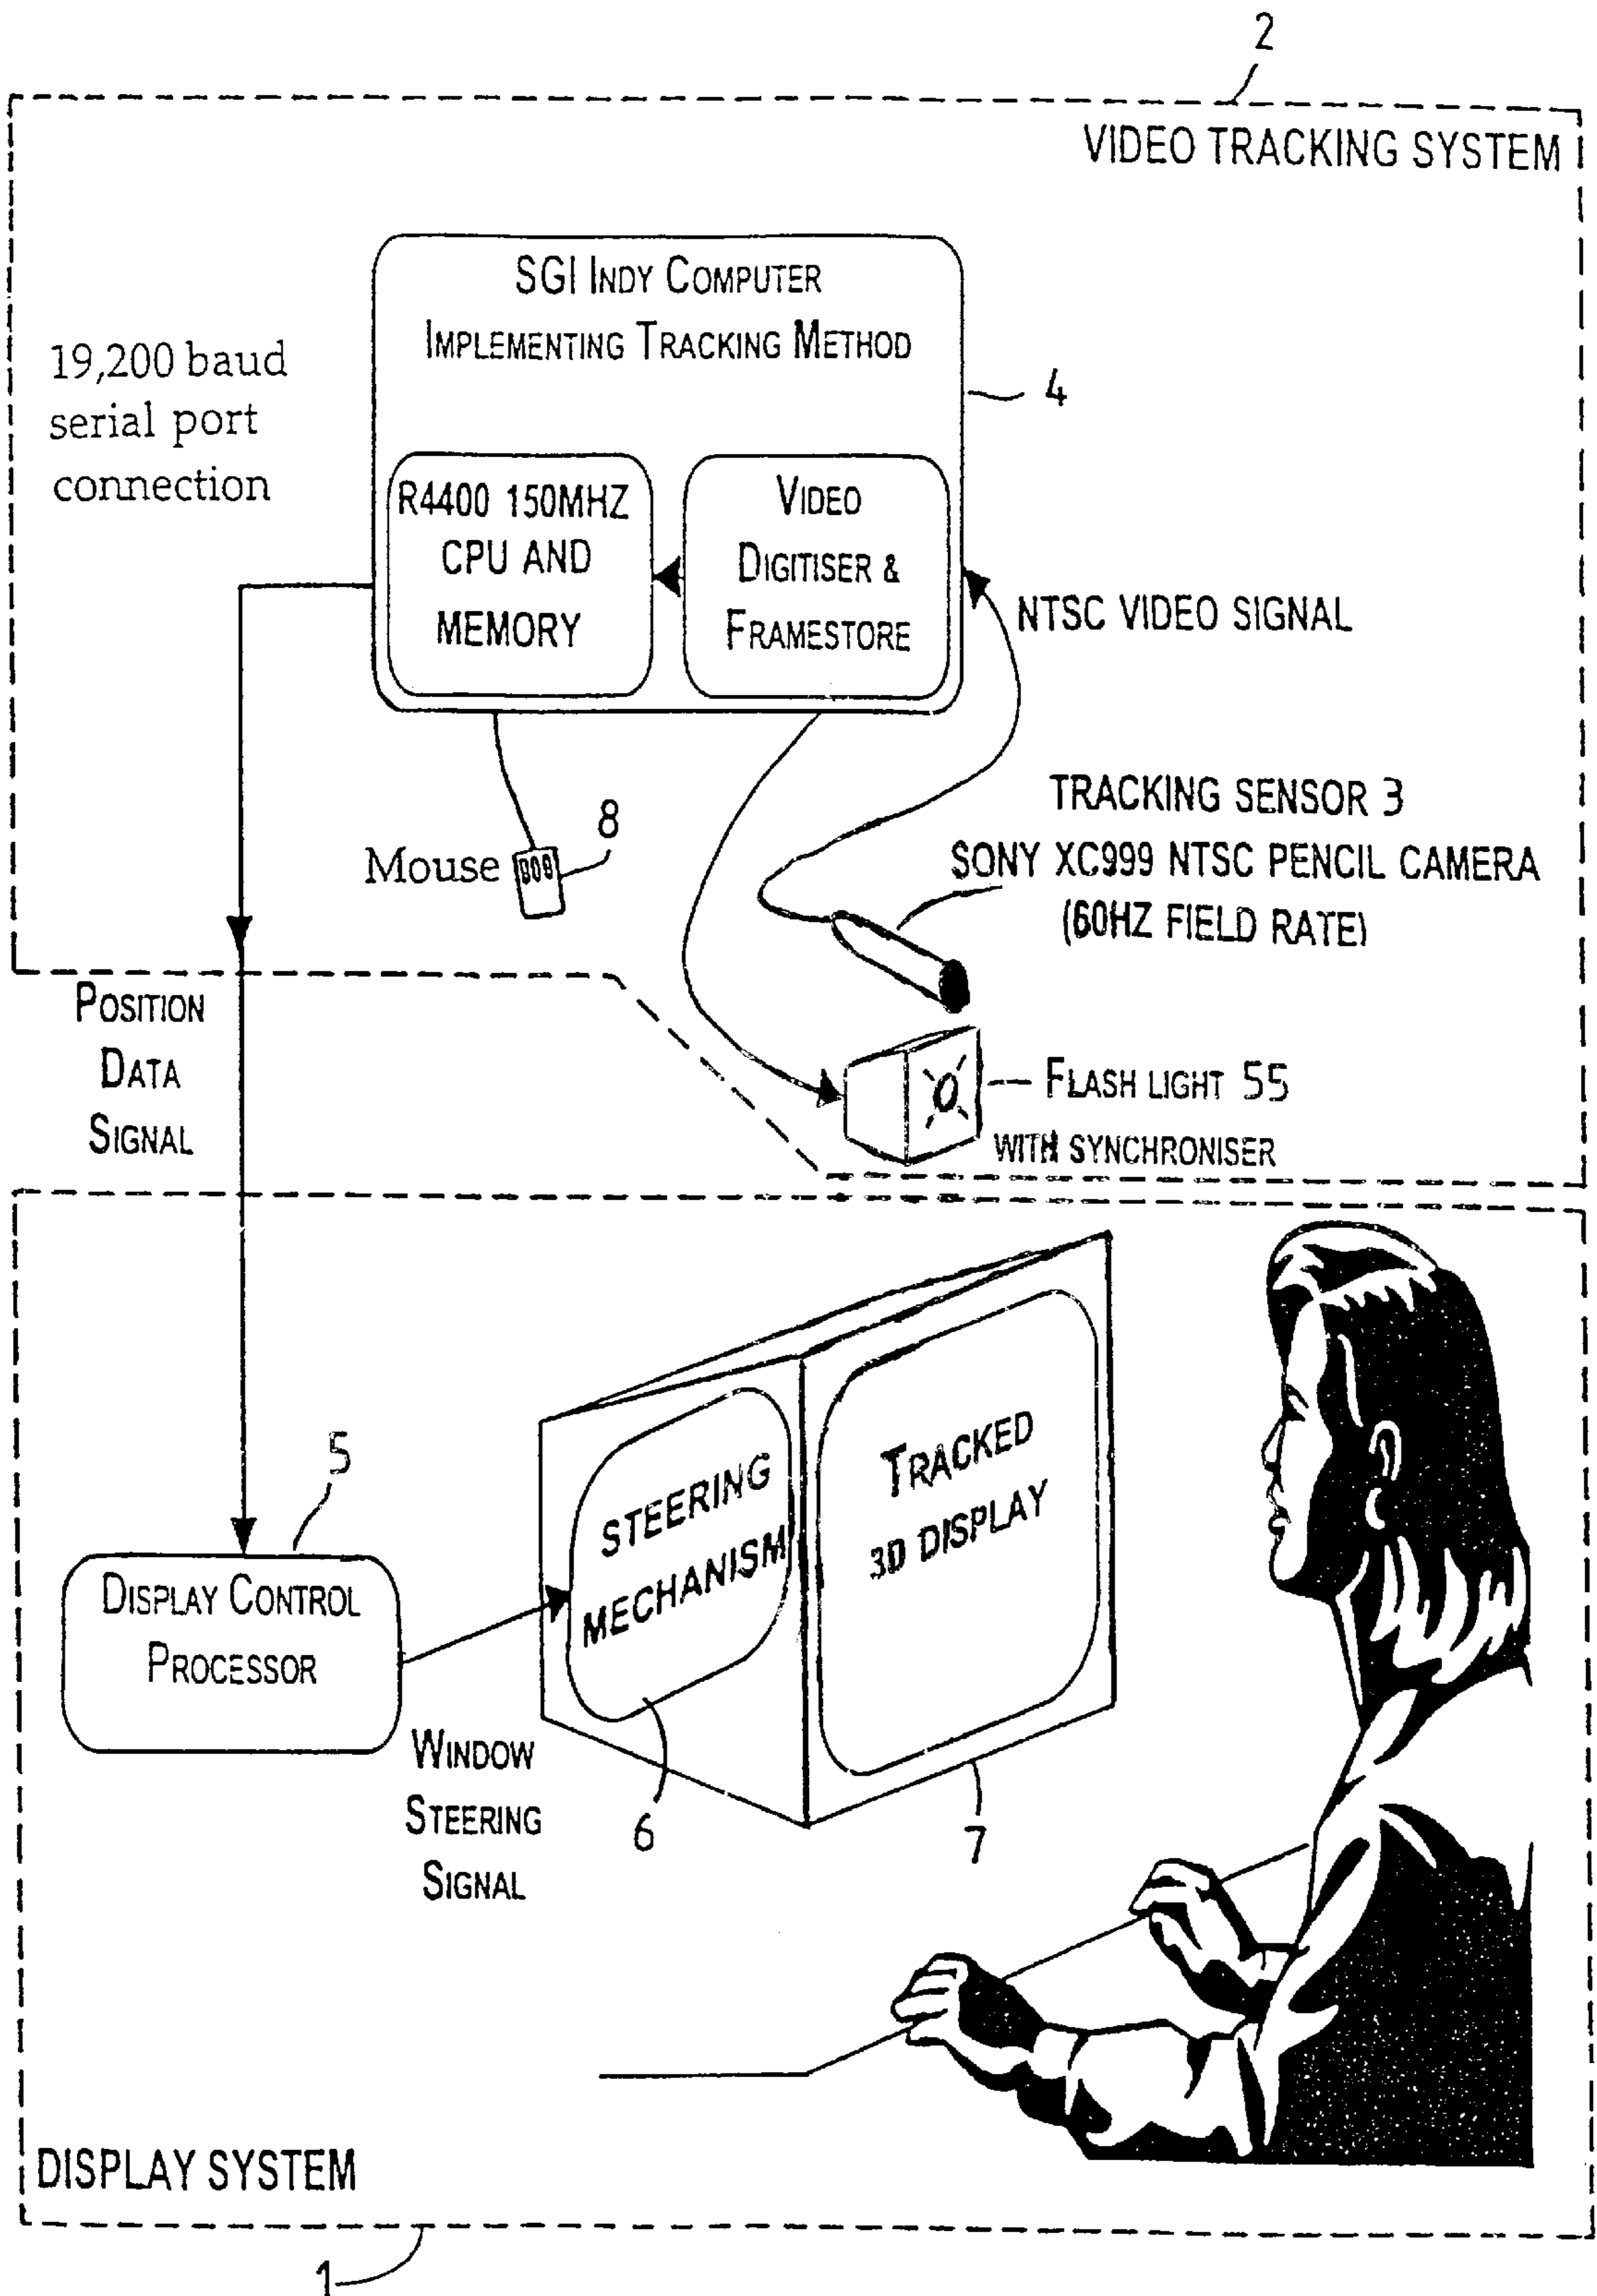 2
VIDEO TRACKING SYSTEM
SGI INDY COMPUTER
IMPLEMENTING TRACKING METHOD
4
19,200 baud
serial port
connection
R4400 150MHZ
CPU AND
MEMORY
VIDEO
DIGITISER &
FRAMESTORE
NTSC VIDEO SIGNAL
Mouse
8
TRACKING SENSOR 3
SONY XC999 NTSC PENCIL CAMERA
(60HZ FIELD RATE)
POSITION
DATA
SIGNAL
FLASH LIGHT 55
WITH SYNCHRONISER
5
DISPLAY CONTROL
PROCESSOR
STEERING
MECHANISM
TRACKED
3D DISPLAY
WINDOW
STEERING
SIGNAL
6
7
DISPLAY SYSTEM
1